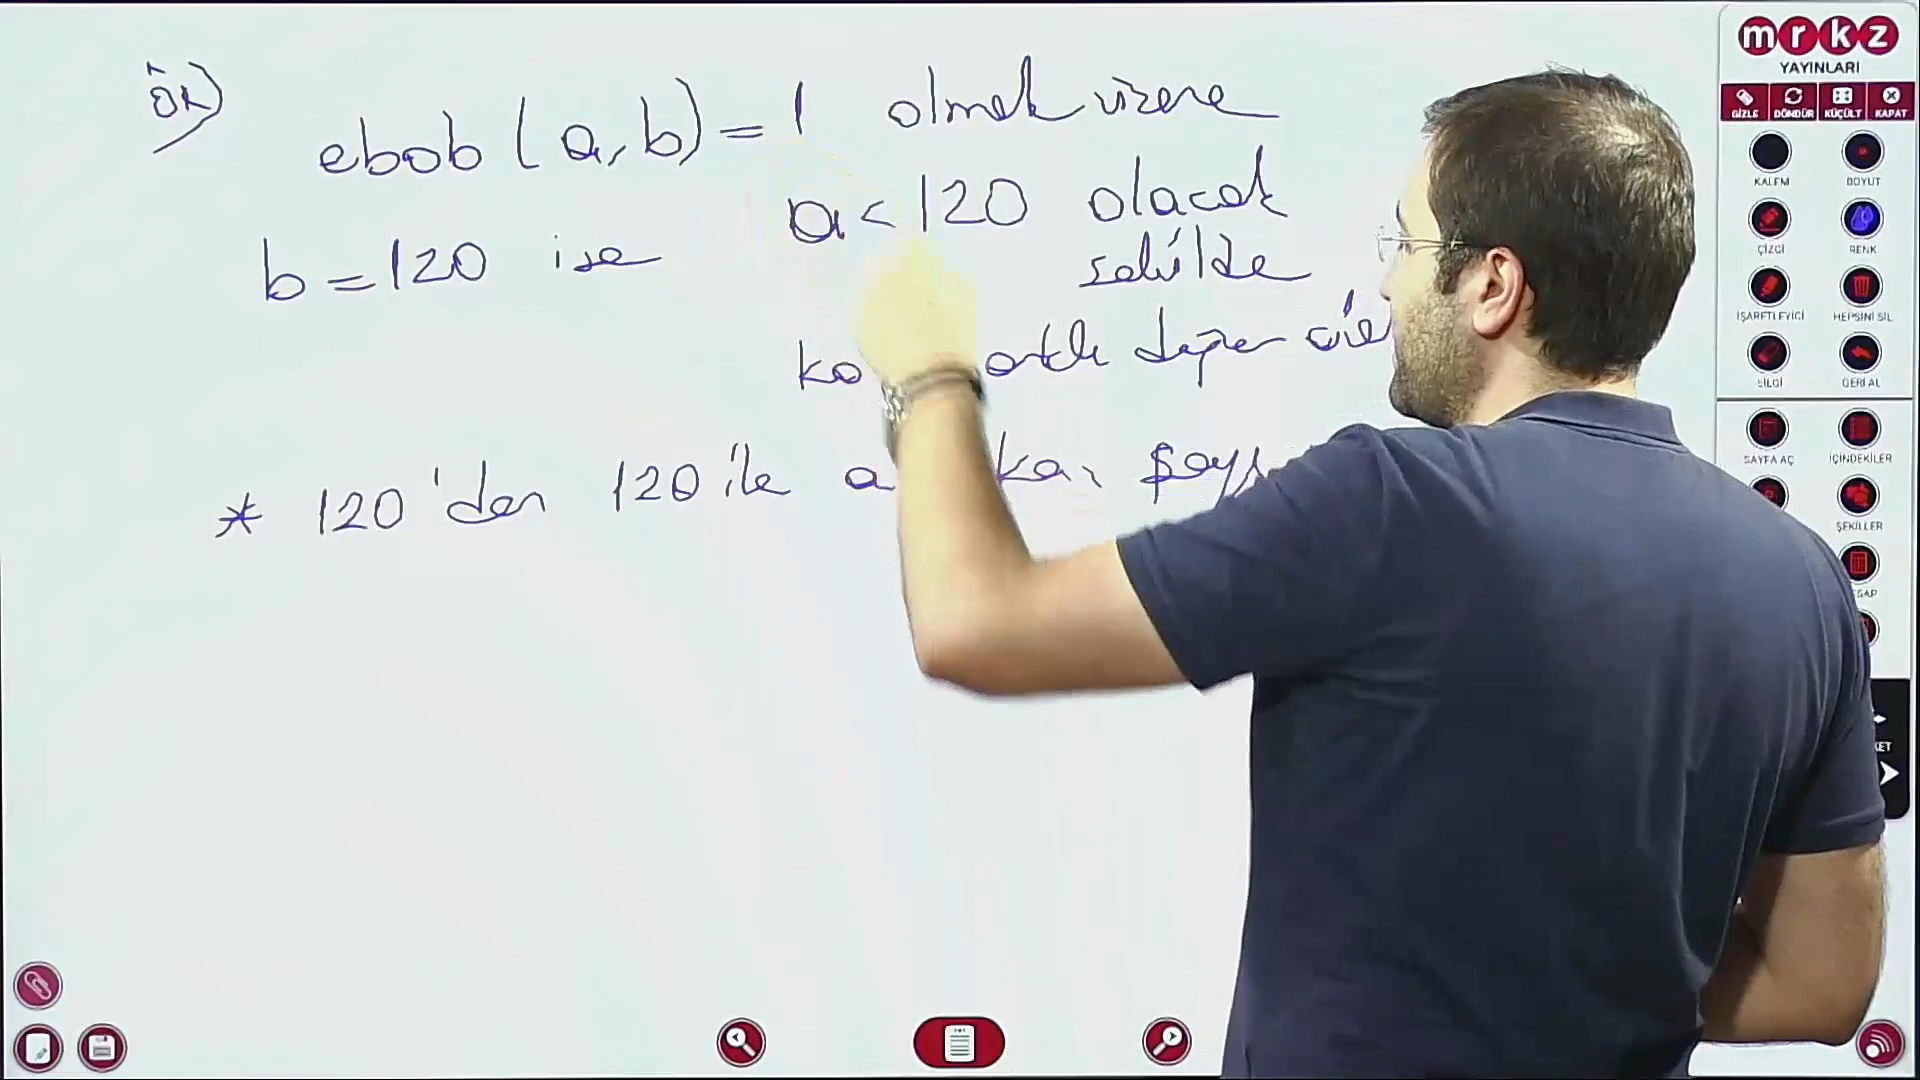 Ör)
ebob (a, b) = 1 olmak üzere
b = 120 ise a < 120 olacak
şekilde
değer
* 120'den 120 ile
mrkz
YAYINLARI
GİZLE DÖNDÜR KÜÇÜLT KAPAT
KALEM BOYUT
ÇİZGİ RENK
İŞARETLEYİCİ HEPSİNİ SİL
SİLGİ GERİ AL
SAYFA AÇ İÇİNDEKİLER
ŞEKİLLER